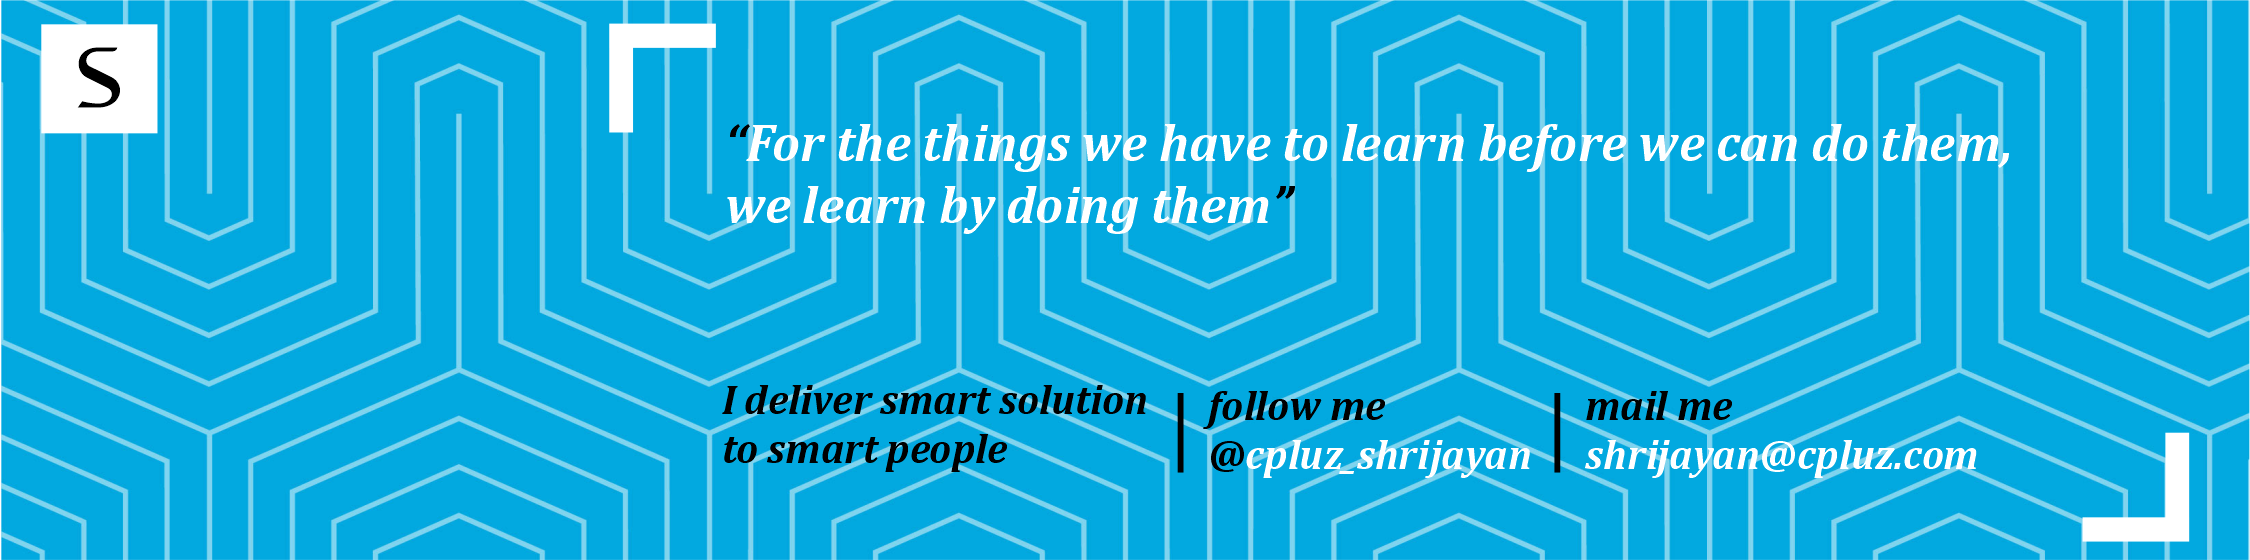 S
“For the things we have to learn before we can do them,
we learn by doing them”
I deliver smart solution
to smart people
follow me
@cpluz_shrijayan
mail me
shrijayan@cpluz.com